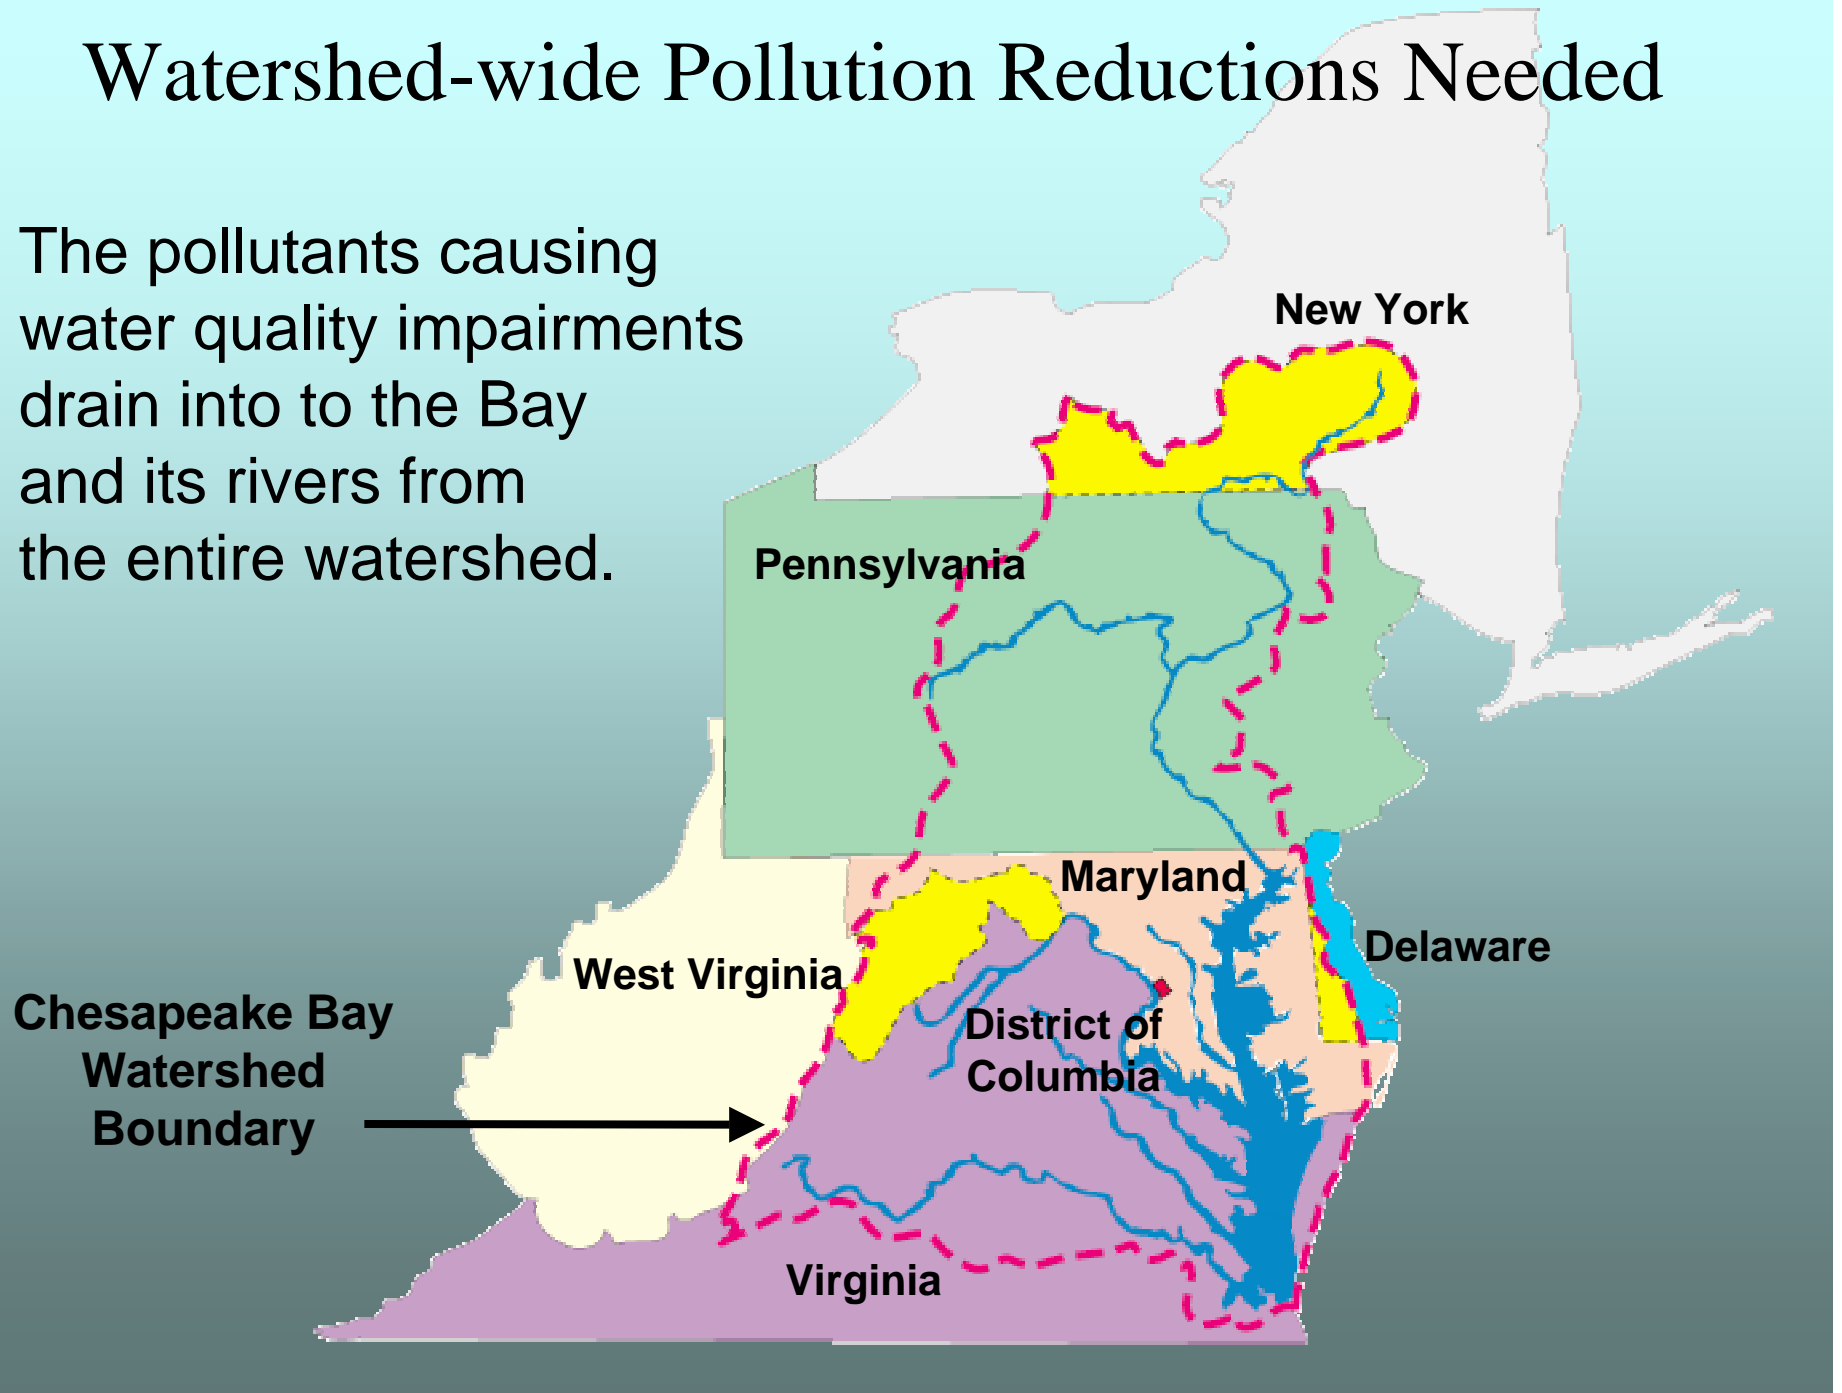 Watershed-wide Pollution Reductions Needed
The pollutants causing
water quality impairments
drain into to the Bay
and its rivers from
the entire watershed.
New York
Pennsylvania
Maryland
Delaware
West Virginia
Chesapeake Bay
Watershed
Boundary
District of
Columbia
Virginia